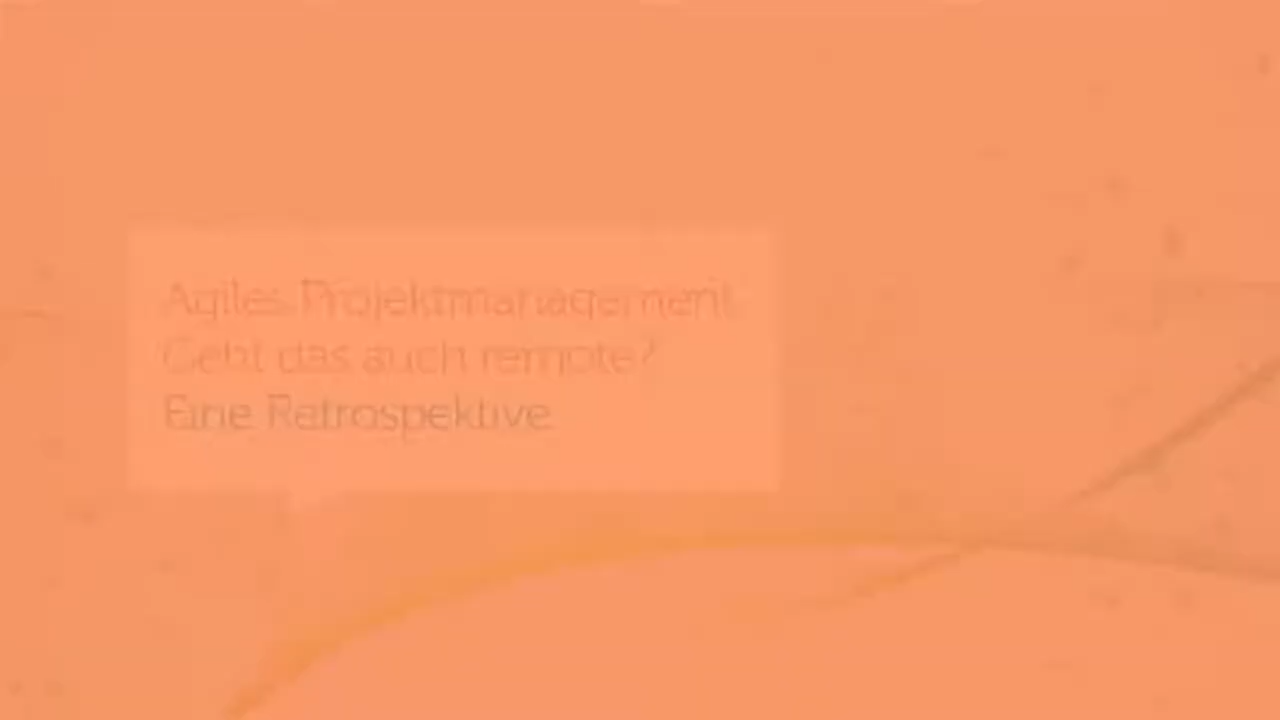 Agiles Projektmanagement
Geht das auch remote?
Eine Retrospektive